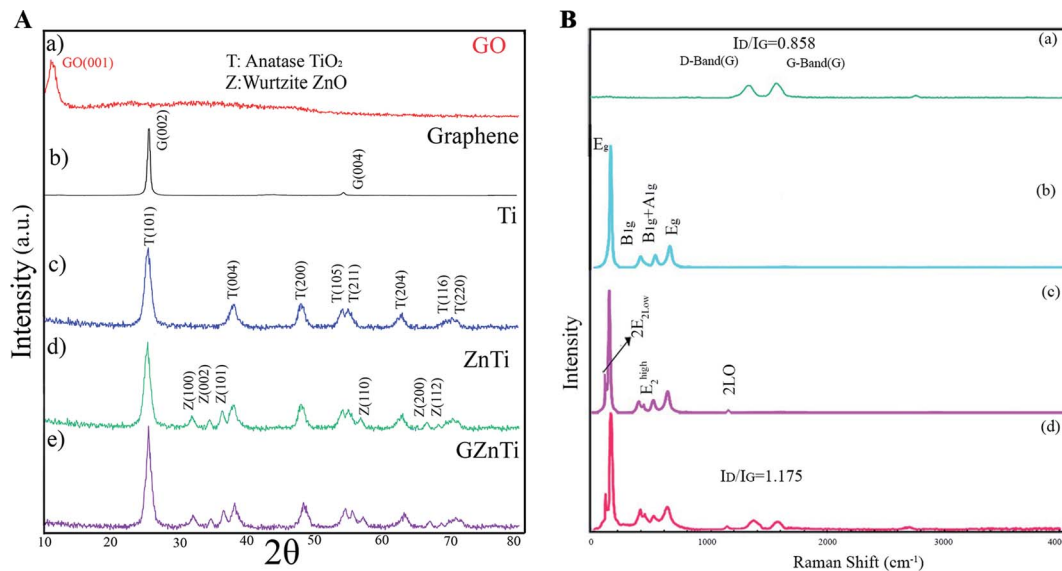 A
a)
GO
GO(001)
T: Anatase TiO₂
Z:Wurtzite ZnO
Graphene
b)
G(002)
G(004)
Ti
c)
T(101)
T(004)
T(200)
T(105)
T(211)
T(204)
T(116)
T(220)
ZnTi
d)
Z(100)
Z(002)
Z(101)
Z(110)
Z(200)
Z(112)
e)
GZnTi
Intensity (a.u.)
10 20 30 40 50 60 70 80
2θ
B
(a)
ID/IG=0.858
D-Band(G)
G-Band(G)
(b)
Eg
B1g
B1g+A1g
Eg
(c)
2E2Low
E2high
2LO
(d)
ID/IG=1.175
Intensity
0 1000 2000 3000 400
Raman Shift (cm⁻¹)